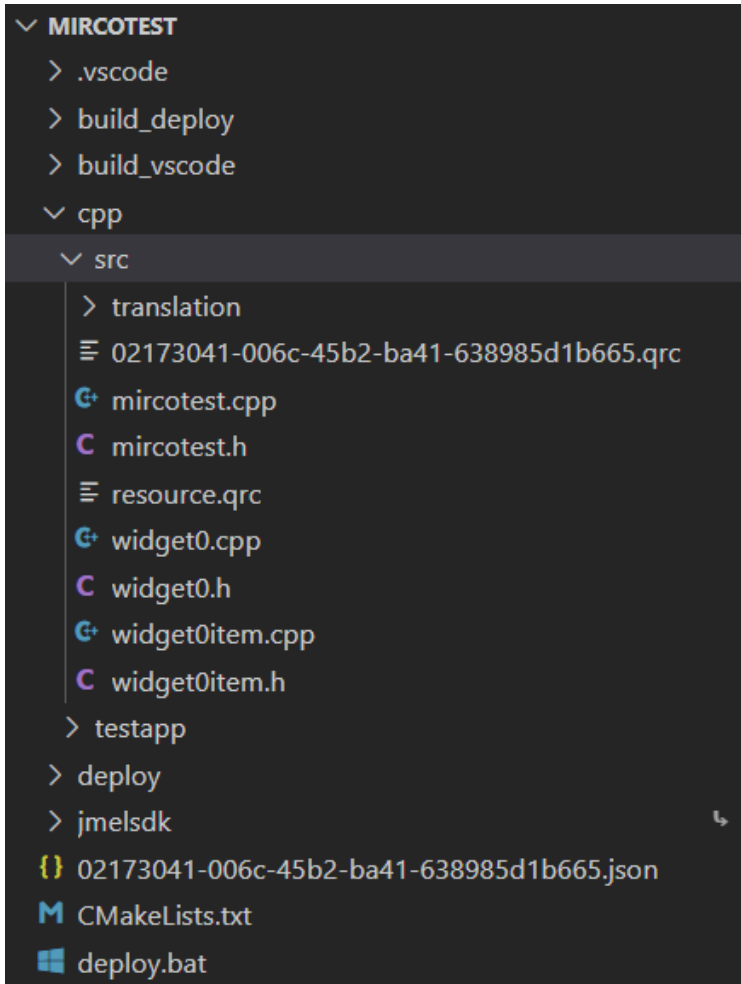 MIRCOTEST
.vscode
build_deploy
build_vscode
cpp
src
translation
02173041-006c-45b2-ba41-638985d1b665.qrc
mircotest.cpp
mircotest.h
resource.qrc
widget0.cpp
widget0.h
widget0item.cpp
widget0item.h
testapp
deploy
jmelsdk
02173041-006c-45b2-ba41-638985d1b665.json
CMakeLists.txt
deploy.bat